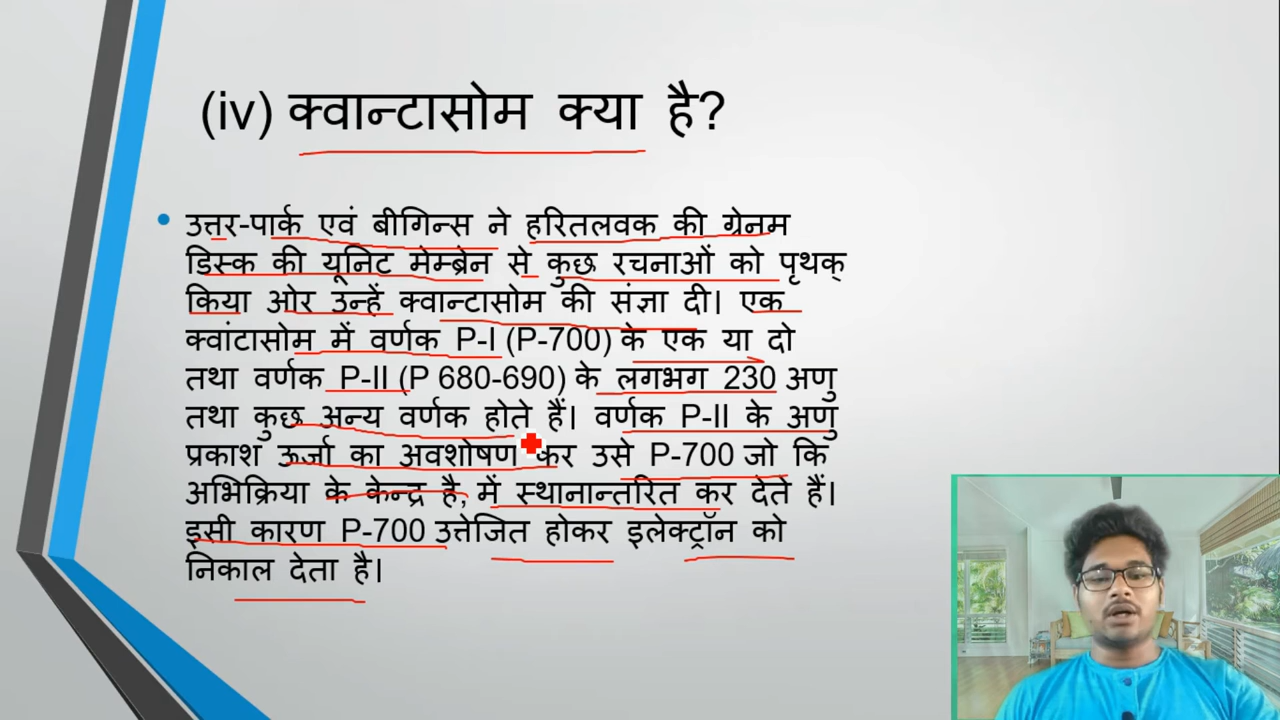 (iv) क्वान्टासोम क्या है?
उत्तर-पार्क एवं बीगिन्स ने हरितलवक की ग्रेनम
डिस्क की यूनिट मेम्ब्रेन से कुछ रचनाओं को पृथक्
किया ओर उन्हें क्वान्टासोम की संज्ञा दी। एक
क्वांटासोम में वर्णक P-I (P-700) के एक या दो
तथा वर्णक P-II (P 680-690) के लगभग 230 अणु
तथा कुछ अन्य वर्णक होते हैं। वर्णक P-II के अणु
प्रकाश ऊर्जा का अवशोषण कर उसे P-700 जो कि
अभिक्रिया के केन्द्र है, में स्थानान्तरित कर देते हैं।
इसी कारण P-700 उत्तेजित होकर इलेक्ट्रॉन को
निकाल देता है।